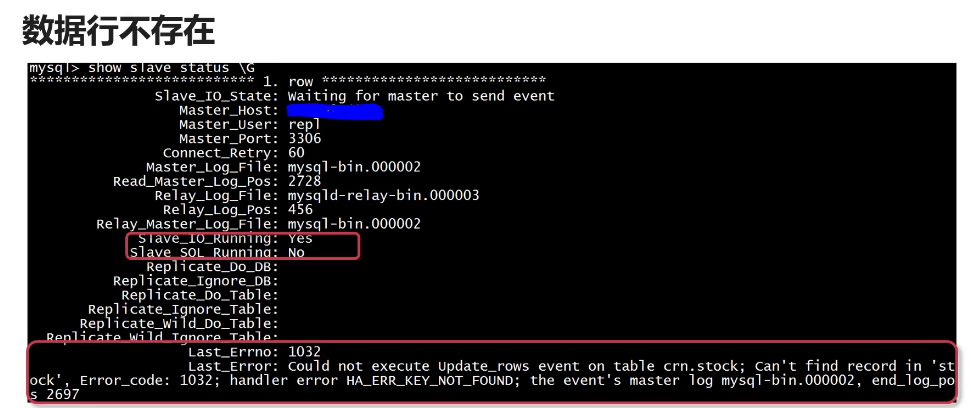 数据行不存在
mysql> show slave status \G
*************************** 1. row ***************************
Slave_IO_State: Waiting for master to send event
Master_Host:
Master_User: repl
Master_Port: 3306
Connect_Retry: 60
Master_Log_File: mysql-bin.000002
Read_Master_Log_Pos: 2728
Relay_Log_File: mysqld-relay-bin.000003
Relay_Log_Pos: 456
Relay_Master_Log_File: mysql-bin.000002
Slave_IO_Running: Yes
Slave_SQL_Running: No
Replicate_Do_DB:
Replicate_Ignore_DB:
Replicate_Do_Table:
Replicate_Ignore_Table:
Replicate_Wild_Do_Table:
Replicate_Wild_Ignore_Table:
Last_Errno: 1032
Last_Error: Could not execute Update_rows event on table crn.stock; Can't find record in 'st
ock', Error_code: 1032; handler error HA_ERR_KEY_NOT_FOUND; the event's master log mysql-bin.000002, end_log_po
s 2697